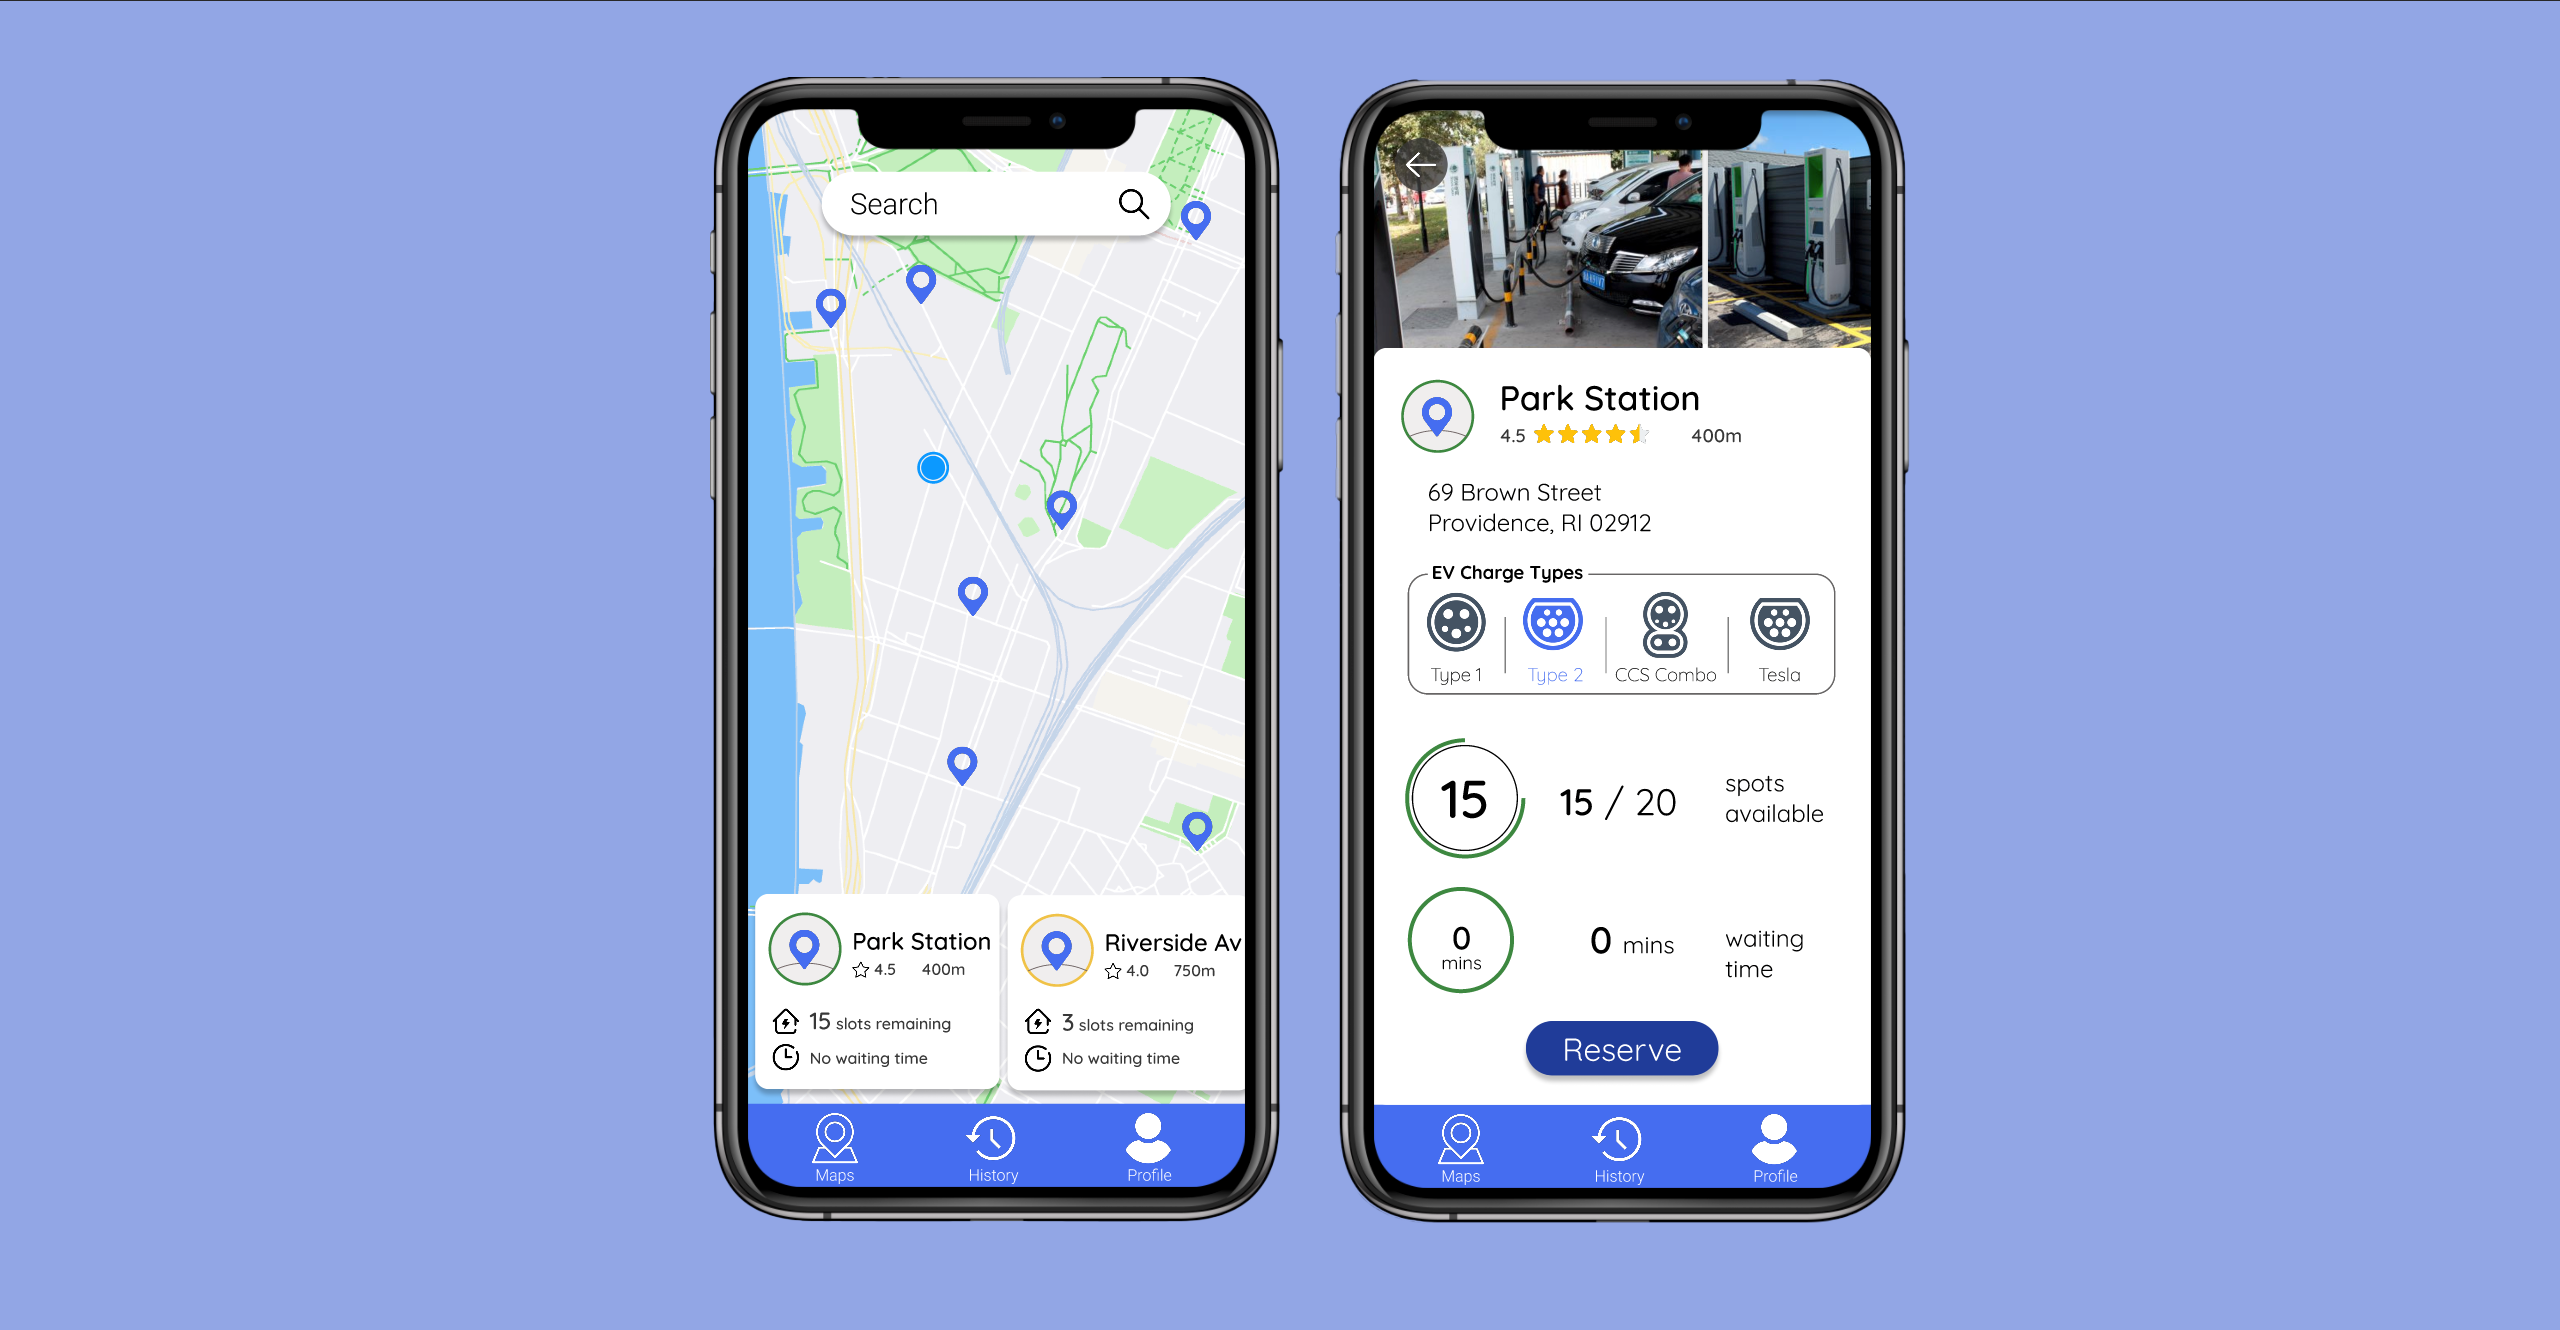 Search
Park Station
4.5 400m
15 slots remaining
No waiting time
Riverside Av
4.0 750m
3 slots remaining
No waiting time
Maps
History
Profile
Park Station
4.5 400m
69 Brown Street
Providence, RI 02912
EV Charge Types
Type 1
Type 2
CCS Combo
Tesla
15
15 / 20
spots
available
0
mins
0 mins
waiting
time
Reserve
Maps
History
Profile